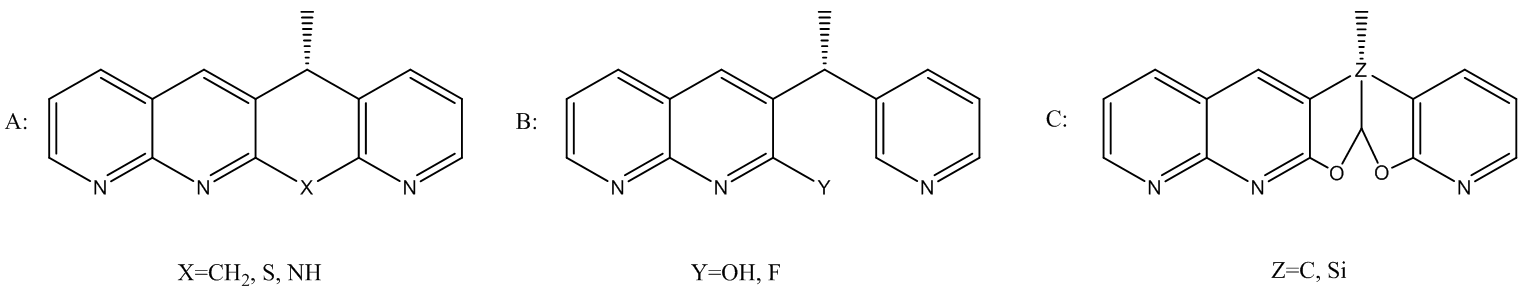 A:
N
N
X
N
X=CH2, S, NH
B:
N
N
Y
N
Y=OH, F
C:
Z
O
O
N
N
N
Z=C, Si